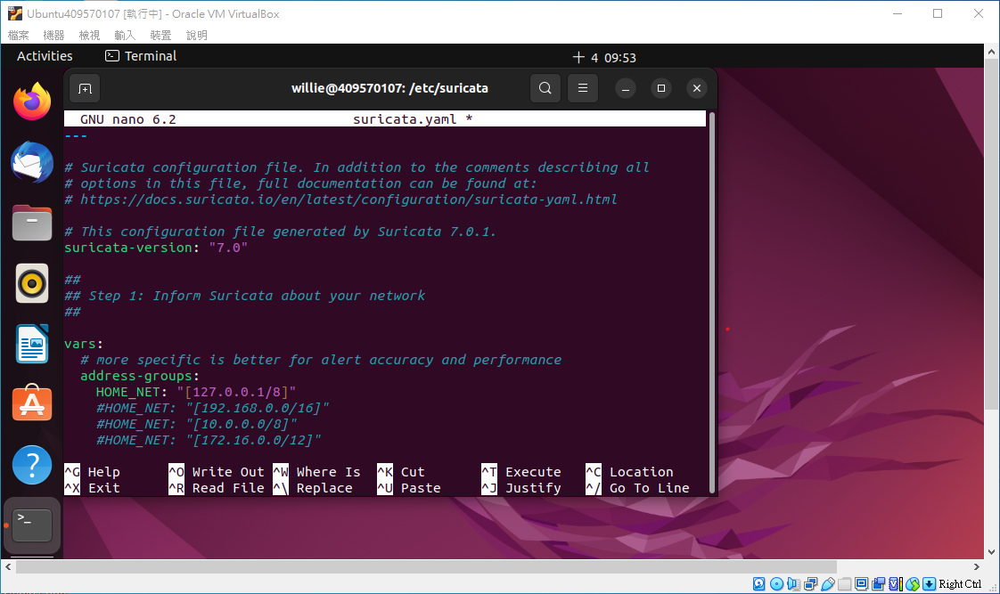 Ubuntu409570107 [執行中] - Oracle VM VirtualBox
檔案 機器 檢視 輸入 裝置 說明
Activities Terminal 4 09:53
willie@409570107: /etc/suricata
GNU nano 6.2 suricata.yaml *
---
# Suricata configuration file. In addition to the comments describing all
# options in this file, full documentation can be found at:
# https://docs.suricata.io/en/latest/configuration/suricata-yaml.html
# This configuration file generated by Suricata 7.0.1.
suricata-version: "7.0"
##
## Step 1: Inform Suricata about your network
##
vars:
# more specific is better for alert accuracy and performance
address-groups:
HOME_NET: "[127.0.0.1/8]"
#HOME_NET: "[192.168.0.0/16]"
#HOME_NET: "[10.0.0.0/8]"
#HOME_NET: "[172.16.0.0/12]"
^G Help ^O Write Out ^W Where Is ^K Cut ^T Execute ^C Location
^X Exit ^R Read File ^\ Replace ^U Paste ^J Justify ^/ Go To Line
Right Ctrl